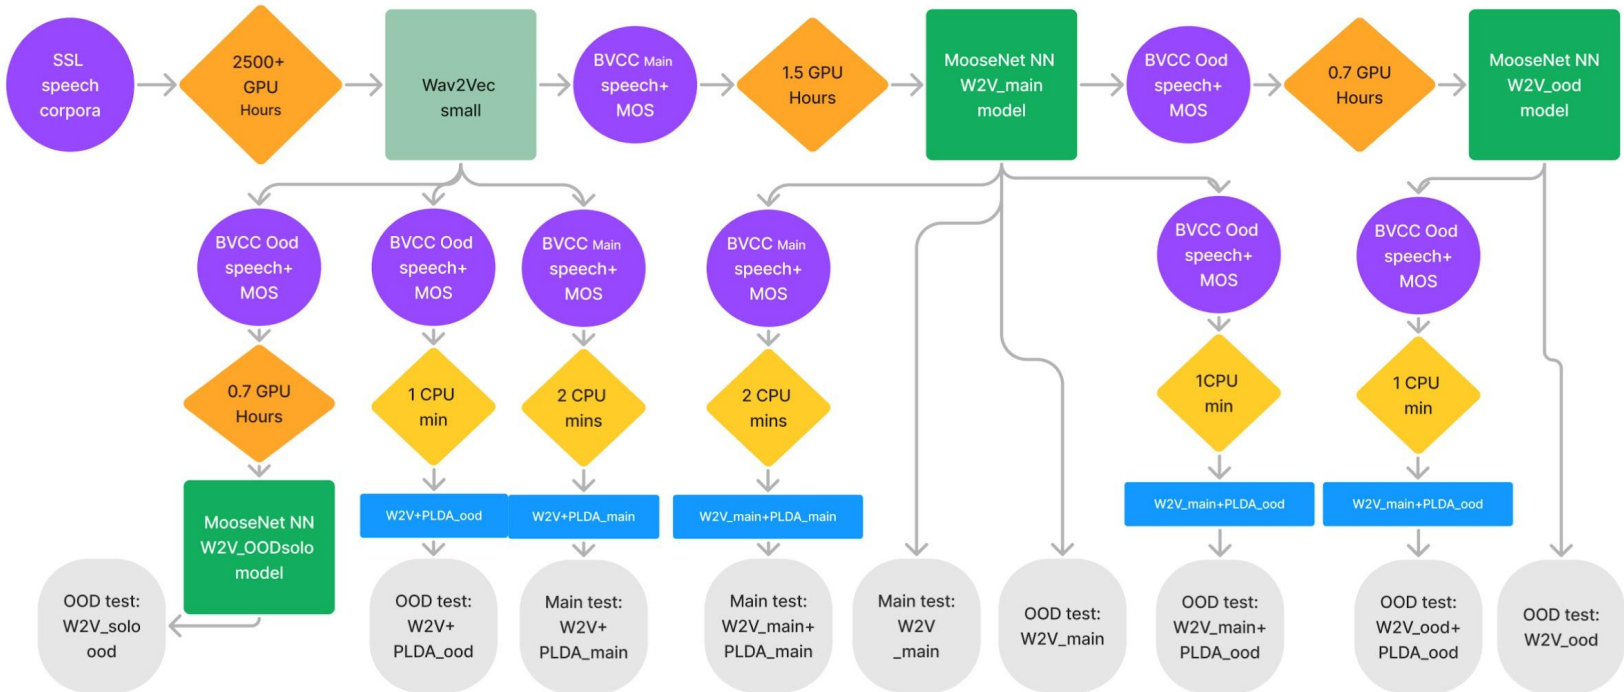 SSL
speech
corpora
2500+
GPU
Hours
Wav2Vec
small
BVCC Main
speech+
MOS
1.5 GPU
Hours
MooseNet NN
W2V_main
model
BVCC Ood
speech+
MOS
0.7 GPU
Hours
MooseNet NN
W2V_ood
model
BVCC Ood
speech+
MOS
BVCC Ood
speech+
MOS
BVCC Main
speech+
MOS
BVCC Main
speech+
MOS
BVCC Ood
speech+
MOS
BVCC Ood
speech+
MOS
0.7 GPU
Hours
1 CPU
min
2 CPU
mins
2 CPU
mins
1CPU
min
1 CPU
min
MooseNet NN
W2V_OODsolo
model
W2V+PLDA_ood
W2V+PLDA_main
W2V_main+PLDA_main
W2V_main+PLDA_ood
W2V_main+PLDA_ood
OOD test:
W2V_solo
ood
OOD test:
W2V+
PLDA_ood
Main test:
W2V+
PLDA_main
Main test:
W2V_main+
PLDA_main
Main test:
W2V
_main
OOD test:
W2V_main
OOD test:
W2V_main+
PLDA_ood
OOD test:
W2V_ood+
PLDA_ood
OOD test:
W2V_ood